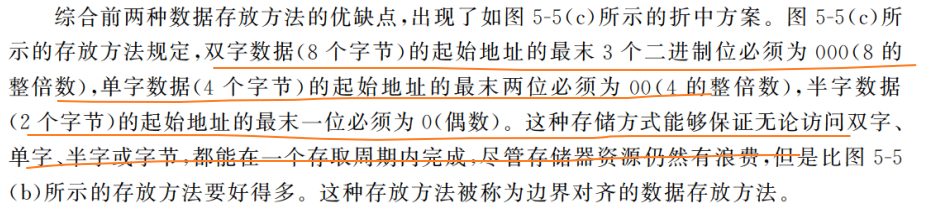 综合前两种数据存放方法的优缺点,出现了如图 5-5(c)所示的折中方案。图 5-5(c)所
示的存放方法规定,双字数据(8 个字节)的起始地址的最末 3 个二进制位必须为 000(8 的
整倍数),单字数据(4 个字节)的起始地址的最末两位必须为 00(4 的整倍数),半字数据
(2 个字节)的起始地址的最末一位必须为 0(偶数)。这种存储方式能够保证无论访问双字、
单字、半字或字节,都能在一个存取周期内完成,尽管存储器资源仍然有浪费,但是比图 5-5
(b)所示的存放方法要好得多。这种存放方法被称为边界对齐的数据存放方法。